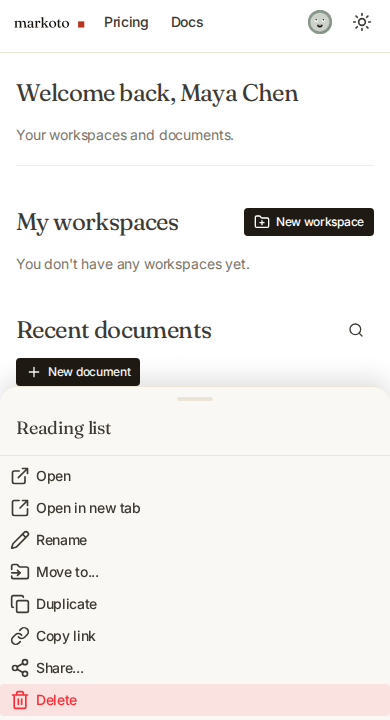 markoto Pricing Docs
Welcome back, Maya Chen
Your workspaces and documents.
My workspaces New workspace
You don't have any workspaces yet.
Recent documents
New document
Reading list
Open
Open in new tab
Rename
Move to...
Duplicate
Copy link
Share...
Delete